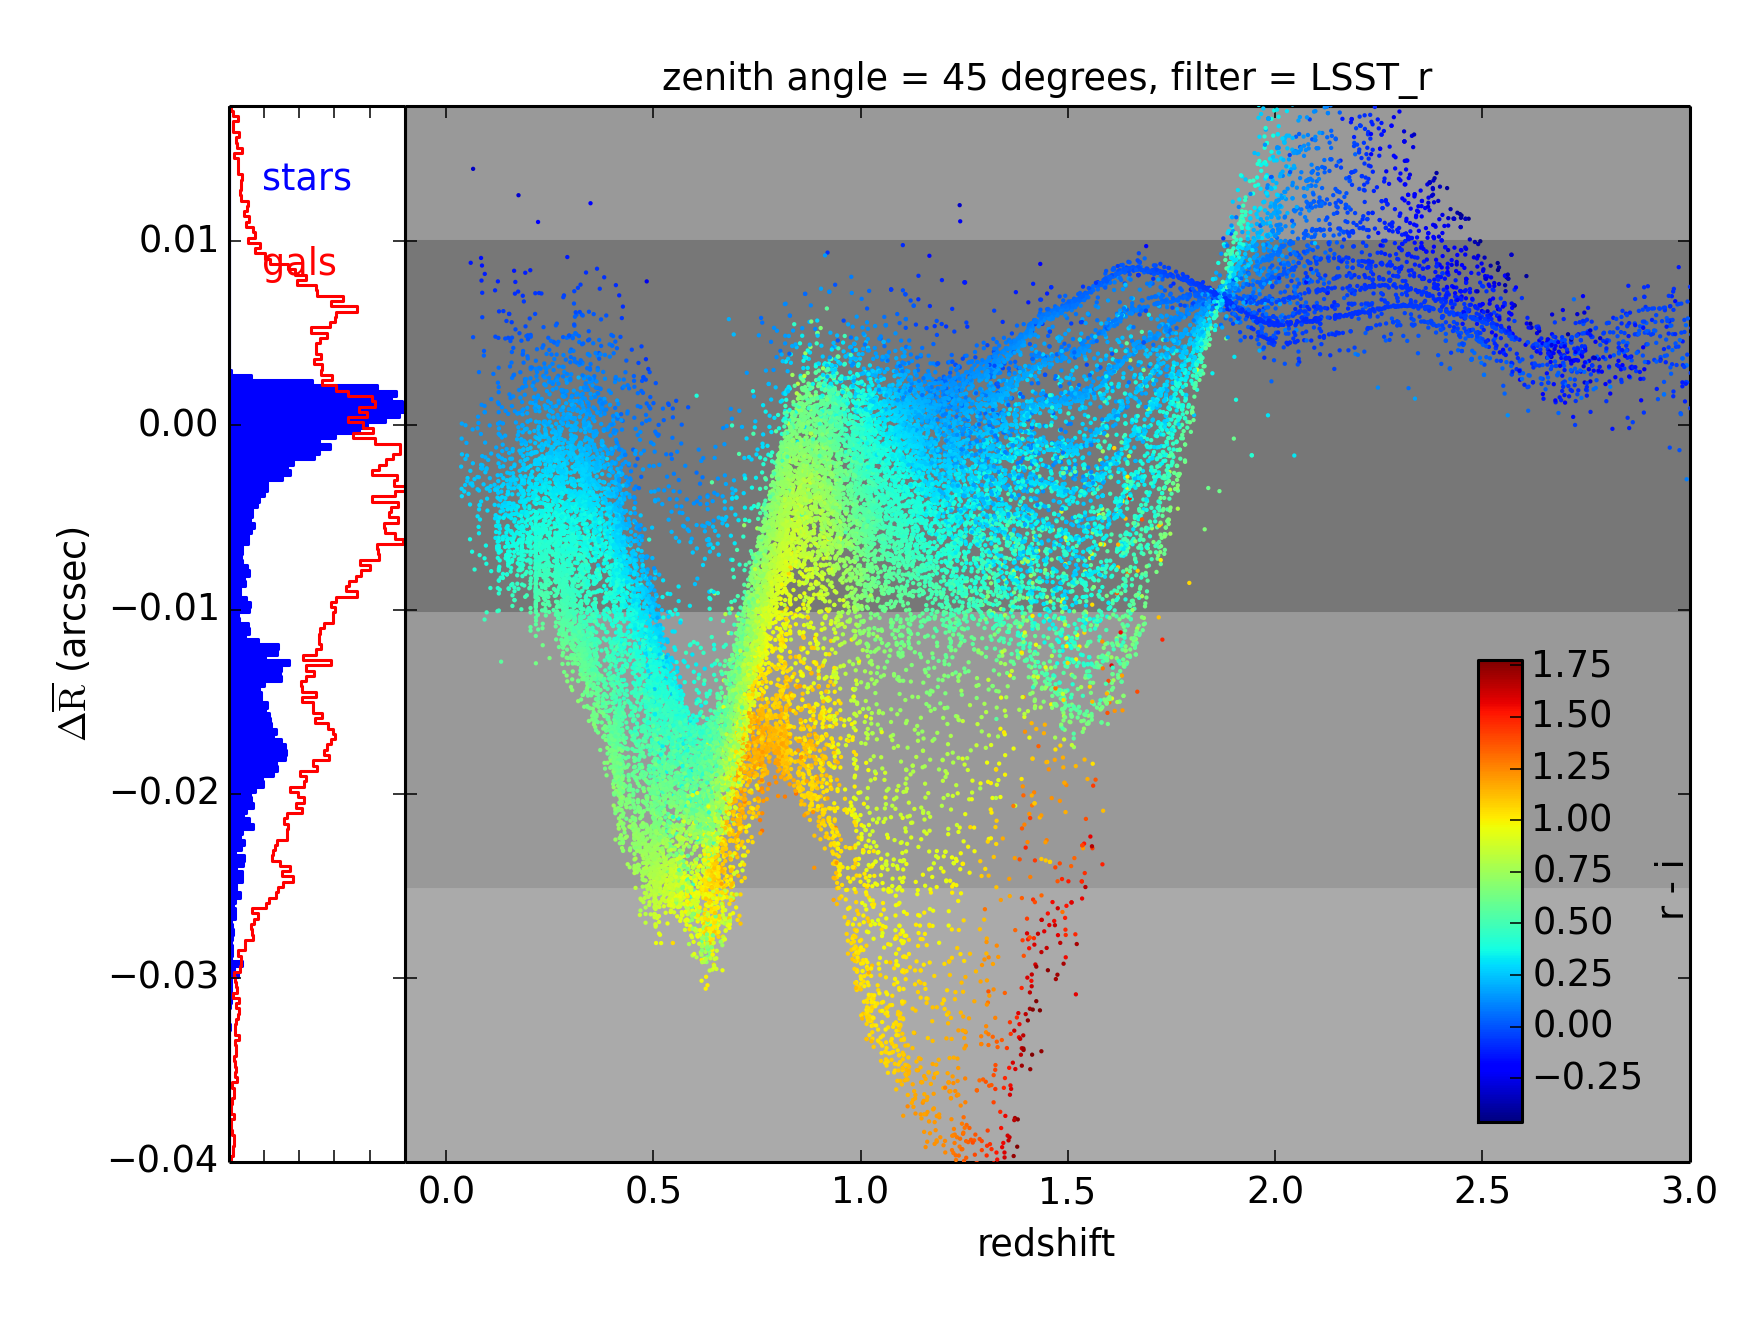 zenith angle = 45 degrees, filter = LSST_r
stars
gals
0.01
0.00
−0.01
−0.02
−0.03
−0.04
ΔR̅ (arcsec)
1.75
1.50
1.25
1.00
0.75
0.50
0.25
0.00
−0.25
r - i
0.0 0.5 1.0 1.5 2.0 2.5 3.0
redshift